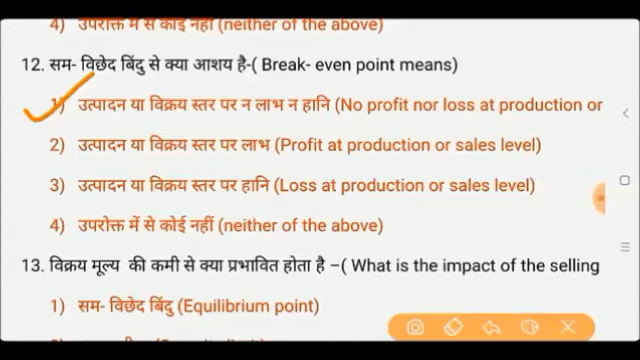 4) उपरोक्त में से कोई नहीं (neither of the above)
12. सम- विछेद बिंदु से क्या आशय है-( Break- even point means)
1) उत्पादन या विक्रय स्तर पर न लाभ न हानि (No profit nor loss at production or
2) उत्पादन या विक्रय स्तर पर लाभ (Profit at production or sales level)
3) उत्पादन या विक्रय स्तर पर हानि (Loss at production or sales level)
4) उपरोक्त में से कोई नहीं (neither of the above)
13. विक्रय मूल्य की कमी से क्या प्रभावित होता है –( What is the impact of the selling
1) सम- विछेद बिंदु (Equilibrium point)